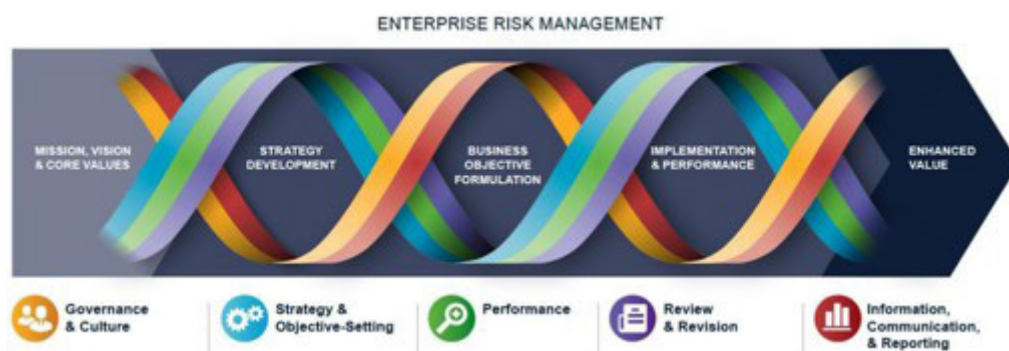 ENTERPRISE RISK MANAGEMENT
MISSION, VISION
& CORE VALUES
STRATEGY
DEVELOPMENT
BUSINESS
OBJECTIVE
FORMULATION
IMPLEMENTATION
& PERFORMANCE
ENHANCED
VALUE
Governance
& Culture
Strategy &
Objective-Setting
Performance
Review
& Revision
Information,
Communication,
& Reporting